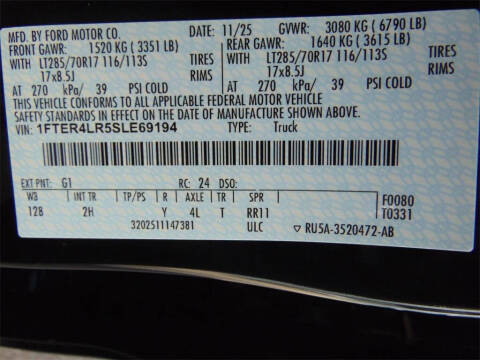 MFD. BY FORD MOTOR CO. 11/25 GVWR: 3080 KG ( 6790 LB)
FRONT GAWR: 1520 KG ( 3351 LB) REAR GAWR: 1640 KG ( 3615 LB)
WITH LT285/70R17 116/113S TIRES WITH LT285/70R17 116/113S TIRES
17x8.5J RIMS 17x8.5J RIMS
AT 270 kPa/ 39 PSI COLD AT 270 kPa/ 39 PSI COLD
THIS VEHICLE CONFORMS TO ALL APPLICABLE FEDERAL MOTOR VEHICLE
SAFETY STANDARDS IN EFFECT ON THE DATE OF MANUFACTURE SHOWN ABOVE.
VIN: 1FTER4LR5SLE69194 TYPE: Truck
EXT PNT: G1 RC: 24 DSO:
WB INT TR TP/PS R AXLE TR SPR F0080
128 2H Y 4L T RR11 T0331
3202511147381 ULC ▽ RU5A-3520472-AB